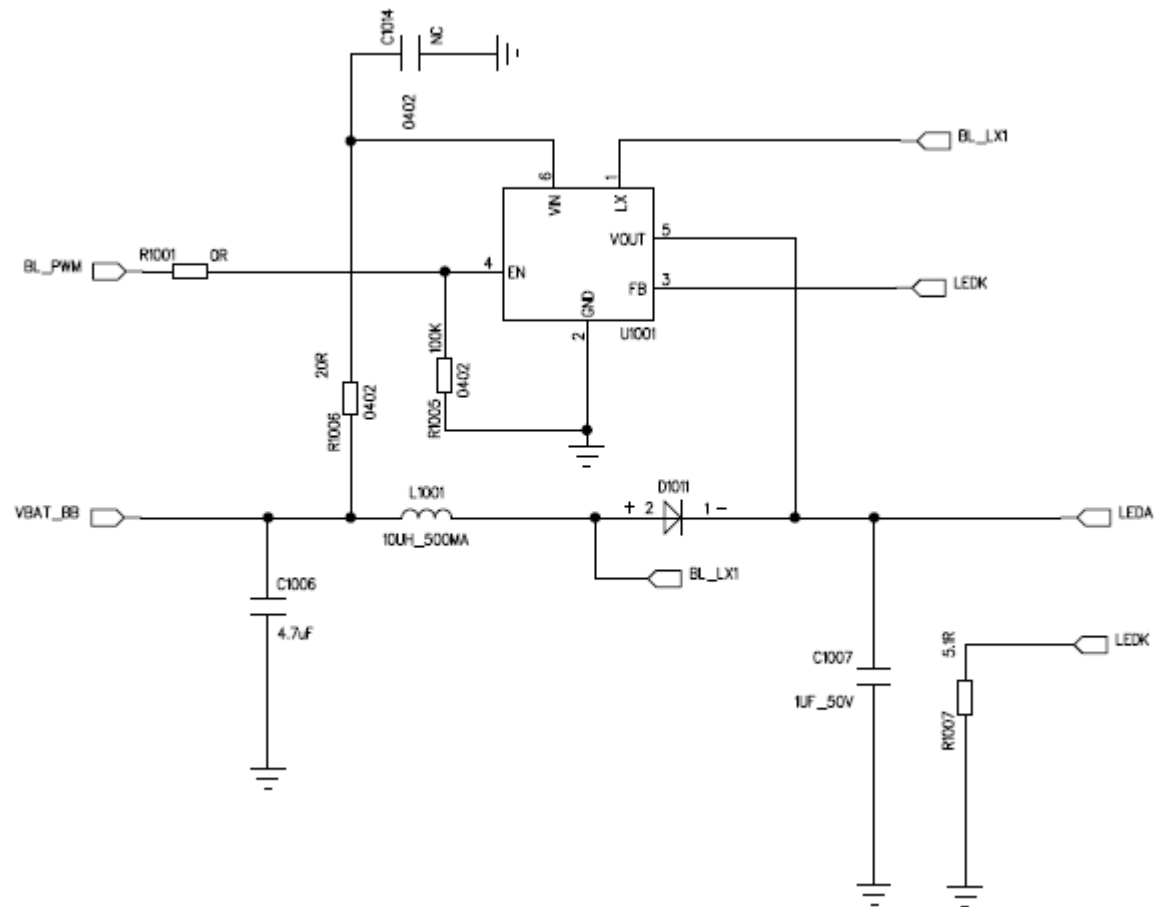 C1014
NC
0402
BL_LX1
6
1
VIN
LX
VOUT
5
R1001
0R
BL_PWM
4
EN
FB
3
LEDK
GND
2
U1001
100K
0402
R1005
20R
0402
R1006
VBAT_BB
L1001
10UH_500MA
D1011
+ 2
1 -
LEDA
BL_LX1
C1006
4.7uF
C1007
1UF_50V
5.1R
LEDK
R1007